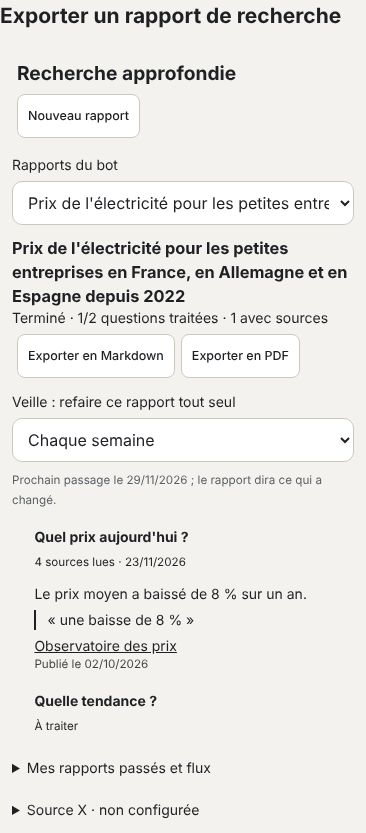 Exporter un rapport de recherche
Recherche approfondie
Nouveau rapport
Rapports du bot
Prix de l'électricité pour les petites entre
Prix de l'électricité pour les petites
entreprises en France, en Allemagne et en
Espagne depuis 2022
Terminé · 1/2 questions traitées · 1 avec sources
Exporter en Markdown
Exporter en PDF
Veille : refaire ce rapport tout seul
Chaque semaine
Prochain passage le 29/11/2026 ; le rapport dira ce qui a
changé.
Quel prix aujourd'hui ?
4 sources lues · 23/11/2026
Le prix moyen a baissé de 8 % sur un an.
« une baisse de 8 % »
Observatoire des prix
Publié le 02/10/2026
Quelle tendance ?
À traiter
Mes rapports passés et flux
Source X · non configurée